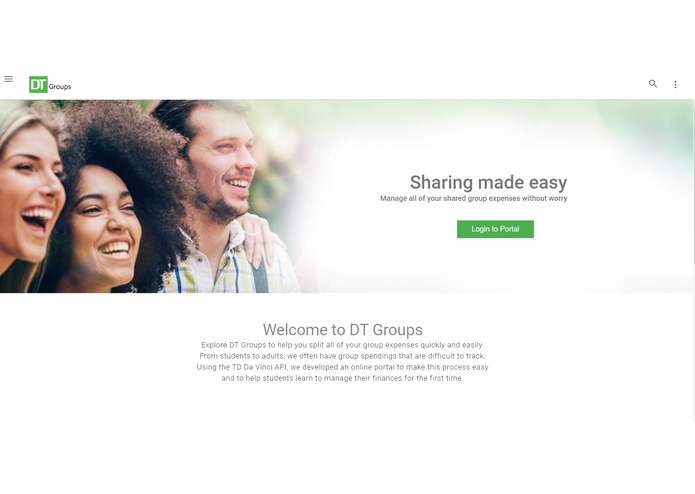 DT Groups
Sharing made easy
Manage all of your shared group expenses without worry
Login to Portal
Welcome to DT Groups
Explore DT Groups to help you split all of your group expenses quickly and easily.
From students to adults, we often have group spendings that are difficult to track.
Using the TD Da Vinci API, we developed an online portal to make this process easy
and to help students learn to manage their finances for the first time.